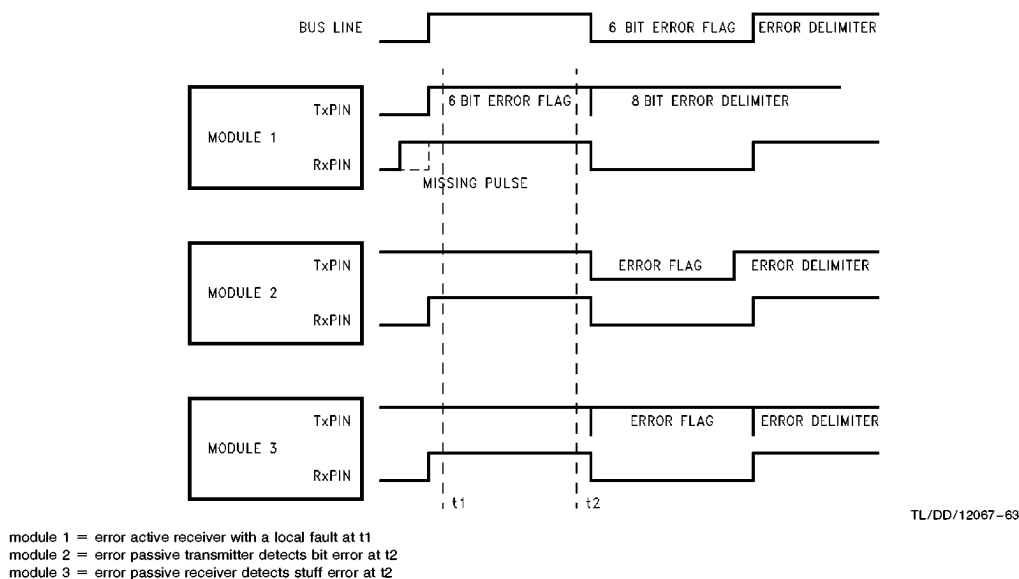 BUS LINE
6 BIT ERROR FLAG
ERROR DELIMITER
MODULE 1
TxPIN
6 BIT ERROR FLAG
8 BIT ERROR DELIMITER
RxPIN
MISSING PULSE
MODULE 2
TxPIN
ERROR FLAG
ERROR DELIMITER
RxPIN
MODULE 3
TxPIN
ERROR FLAG
ERROR DELIMITER
RxPIN
t1
t2
TL/DD/12067–63
module 1 = error active receiver with a local fault at t1
module 2 = error passive transmitter detects bit error at t2
module 3 = error passive receiver detects stuff error at t2